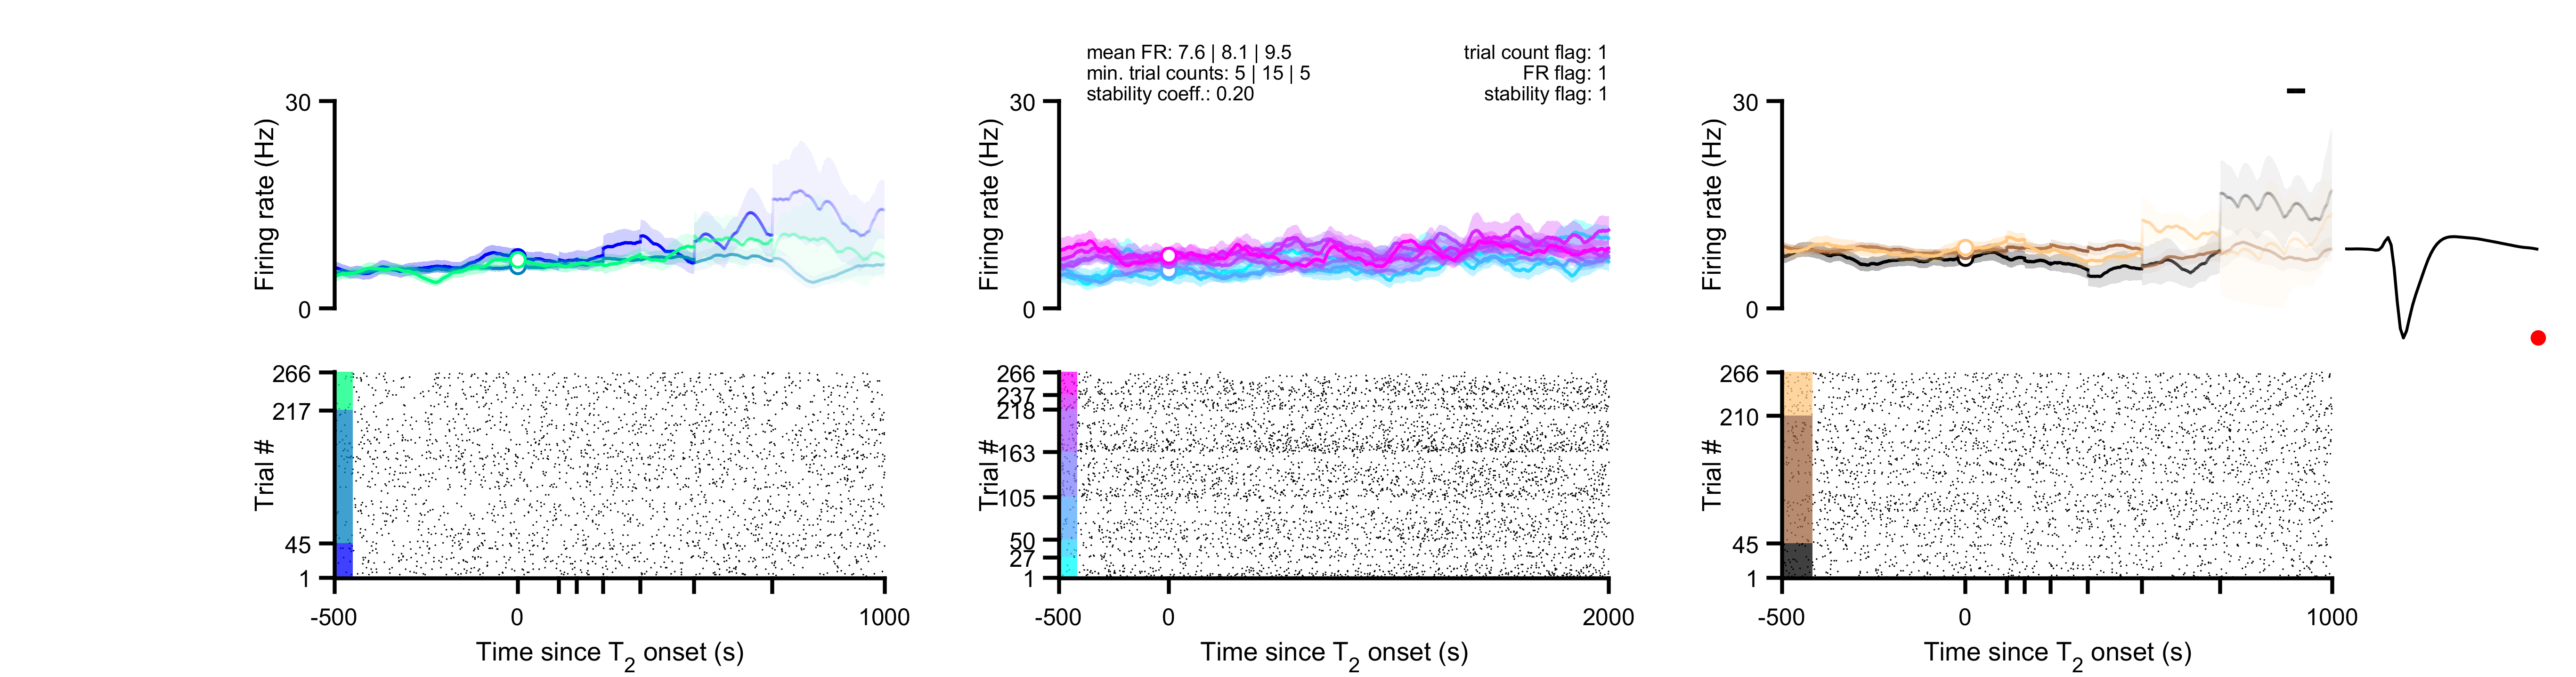 mean FR: 7.6 | 8.1 | 9.5
min. trial counts: 5 | 15 | 5
stability coeff.: 0.20
trial count flag: 1
FR flag: 1
stability flag: 1
Firing rate (Hz)
30
0
Trial #
266
217
45
1
-500
0
1000
Time since T2 onset (s)
Firing rate (Hz)
30
0
Trial #
266
237
218
163
105
50
27
1
-500
0
2000
Time since T2 onset (s)
Firing rate (Hz)
30
0
Trial #
266
210
45
1
-500
0
1000
Time since T2 onset (s)